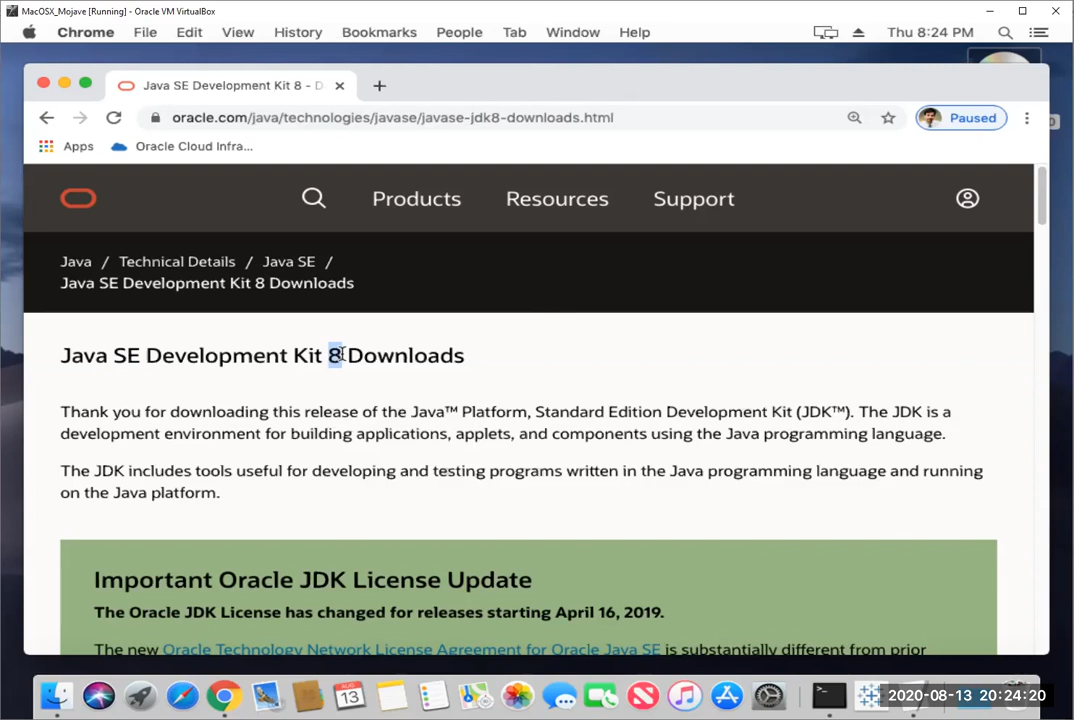 MacOSX_Mojave [Running] - Oracle VM VirtualBox
Chrome File Edit View History Bookmarks People Tab Window Help Thu 8:24 PM
Java SE Development Kit 8 - D
oracle.com/java/technologies/javase/javase-jdk8-downloads.html Paused
Apps Oracle Cloud Infra...
Products Resources Support
Java / Technical Details / Java SE /
Java SE Development Kit 8 Downloads
Java SE Development Kit 8 Downloads
Thank you for downloading this release of the Java™ Platform, Standard Edition Development Kit (JDK™). The JDK is a
development environment for building applications, applets, and components using the Java programming language.
The JDK includes tools useful for developing and testing programs written in the Java programming language and running
on the Java platform.
Important Oracle JDK License Update
The Oracle JDK License has changed for releases starting April 16, 2019.
The new Oracle Technology Network License Agreement for Oracle Java SE is substantially different from prior
AUG
13
2020-08-13 20:24:20